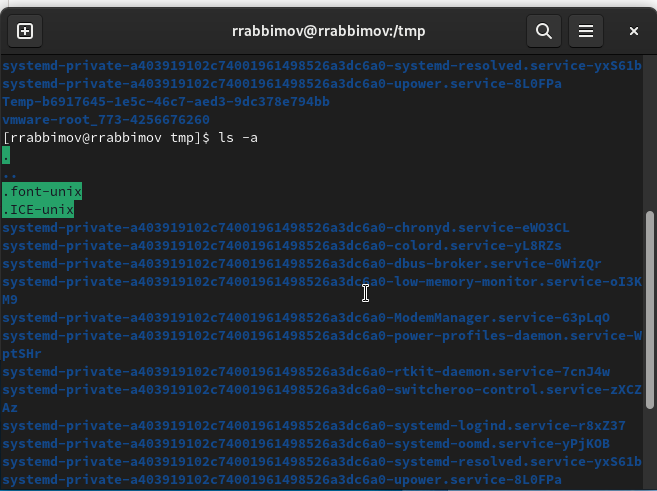 rrabbimov@rrabbimov:/tmp
systemd-private-a403919102c74001961498526a3dc6a0-systemd-resolved.service-yxS61b
systemd-private-a403919102c74001961498526a3dc6a0-upower.service-8L0FPa
Temp-b6917645-1e5c-46c7-aed3-9dc378e794bb
vmware-root_773-4256676260
[rrabbimov@rrabbimov tmp]$ ls -a
.
..
.font-unix
.ICE-unix
systemd-private-a403919102c74001961498526a3dc6a0-chronyd.service-eWO3CL
systemd-private-a403919102c74001961498526a3dc6a0-colord.service-yL8RZs
systemd-private-a403919102c74001961498526a3dc6a0-dbus-broker.service-0WizQr
systemd-private-a403919102c74001961498526a3dc6a0-low-memory-monitor.service-oI3K
M9
systemd-private-a403919102c74001961498526a3dc6a0-ModemManager.service-63pLqO
systemd-private-a403919102c74001961498526a3dc6a0-power-profiles-daemon.service-W
ptSHr
systemd-private-a403919102c74001961498526a3dc6a0-rtkit-daemon.service-7cnJ4w
systemd-private-a403919102c74001961498526a3dc6a0-switcheroo-control.service-zXCZ
Az
systemd-private-a403919102c74001961498526a3dc6a0-systemd-logind.service-r8xZ37
systemd-private-a403919102c74001961498526a3dc6a0-systemd-oomd.service-yPjKOB
systemd-private-a403919102c74001961498526a3dc6a0-systemd-resolved.service-yxS61b
systemd-private-a403919102c74001961498526a3dc6a0-upower.service-8L0FPa